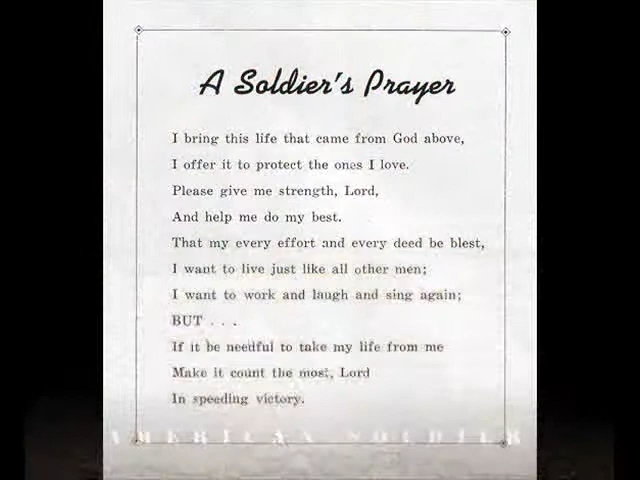 A Soldier's Prayer
I bring this life that came from God above,
I offer it to protect the ones I love.
Please give me strength, Lord,
And help me do my best.
That my every effort and every deed be blest,
I want to live just like all other men;
I want to work and laugh and sing again;
BUT . . .
If it be needful to take my life from me
Make it count the most, Lord
In speeding victory.
AMERICAN SOLDIER